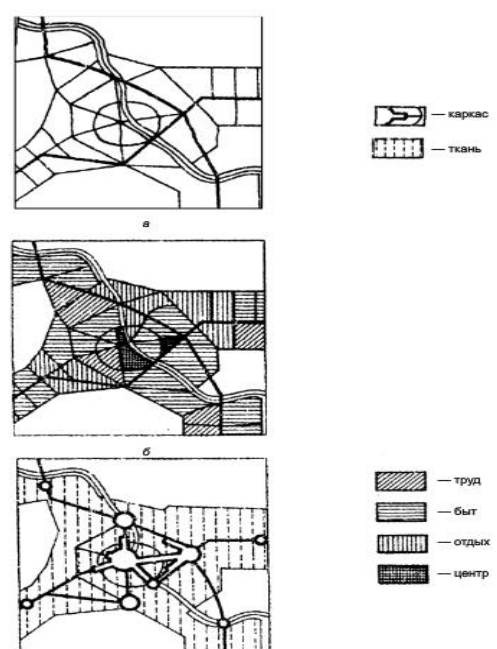 — каркас
— ткань
а
б
— труд
— быт
— отдых
— центр